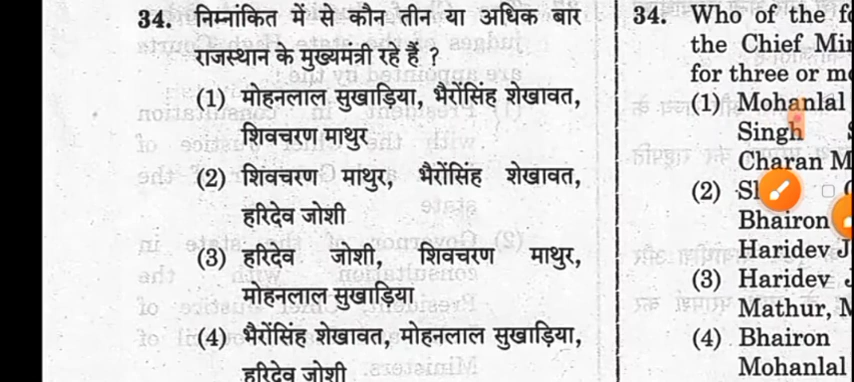 34. निम्नांकित में से कौन तीन या अधिक बार
राजस्थान के मुख्यमंत्री रहे हैं ?
(1) मोहनलाल सुखाड़िया, भैरोंसिंह शेखावत,
शिवचरण माथुर
(2) शिवचरण माथुर, भैरोंसिंह शेखावत,
हरिदेव जोशी
(3) हरिदेव जोशी, शिवचरण माथुर,
मोहनलाल सुखाड़िया
(4) भैरोंसिंह शेखावत, मोहनलाल सुखाड़िया,
हरिदेव जोशी
34. Who of the
the Chief
for three or
(1) Mohanlal
Singh
Charan
(2)
Bhairon
Haridev
(3) Haridev
Mathur,
(4) Bhairon
Mohanlal